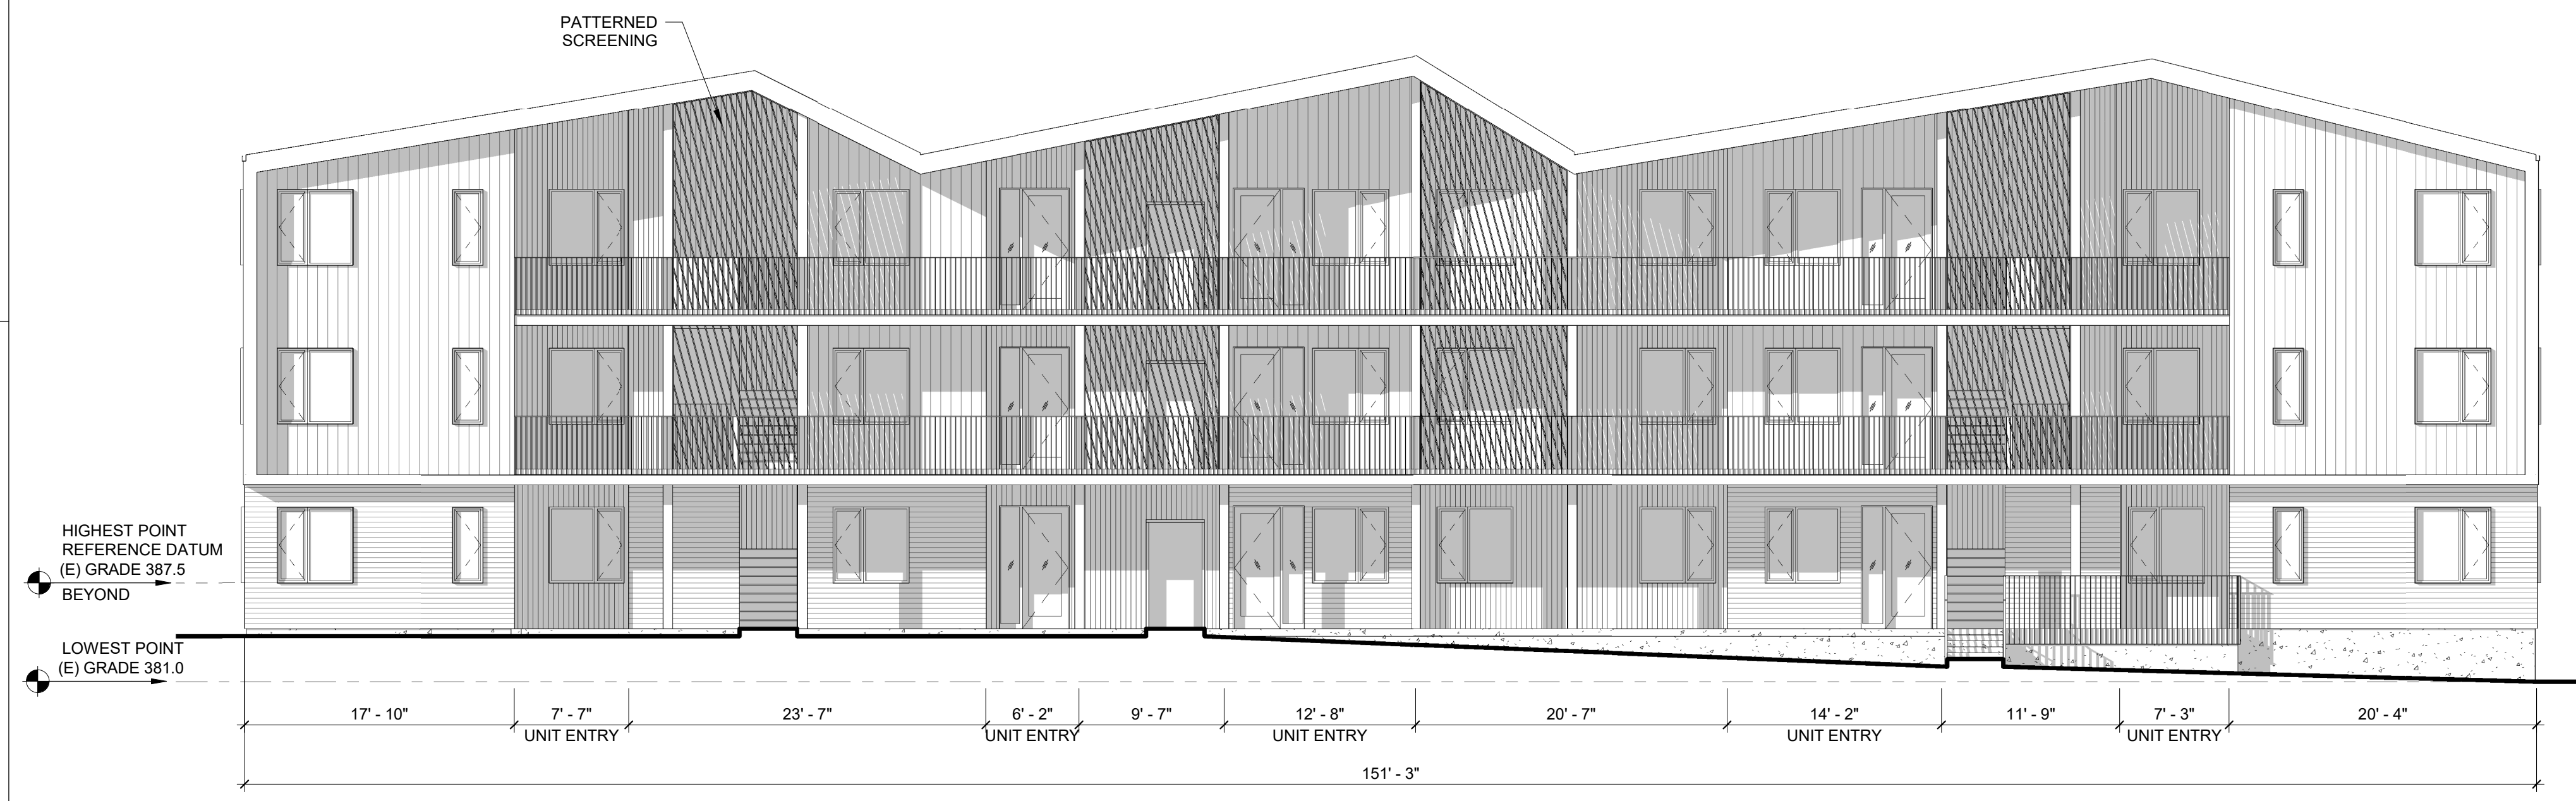 PATTERNED
SCREENING
HIGHEST POINT
REFERENCE DATUM
(E) GRADE 387.5
BEYOND
LOWEST POINT
(E) GRADE 381.0
17' - 10"
7' - 7"
23' - 7"
6' - 2"
9' - 7"
12' - 8"
20' - 7"
14' - 2"
11' - 9"
7' - 3"
20' - 4"
UNIT ENTRY
UNIT ENTRY
UNIT ENTRY
UNIT ENTRY
UNIT ENTRY
151' - 3"